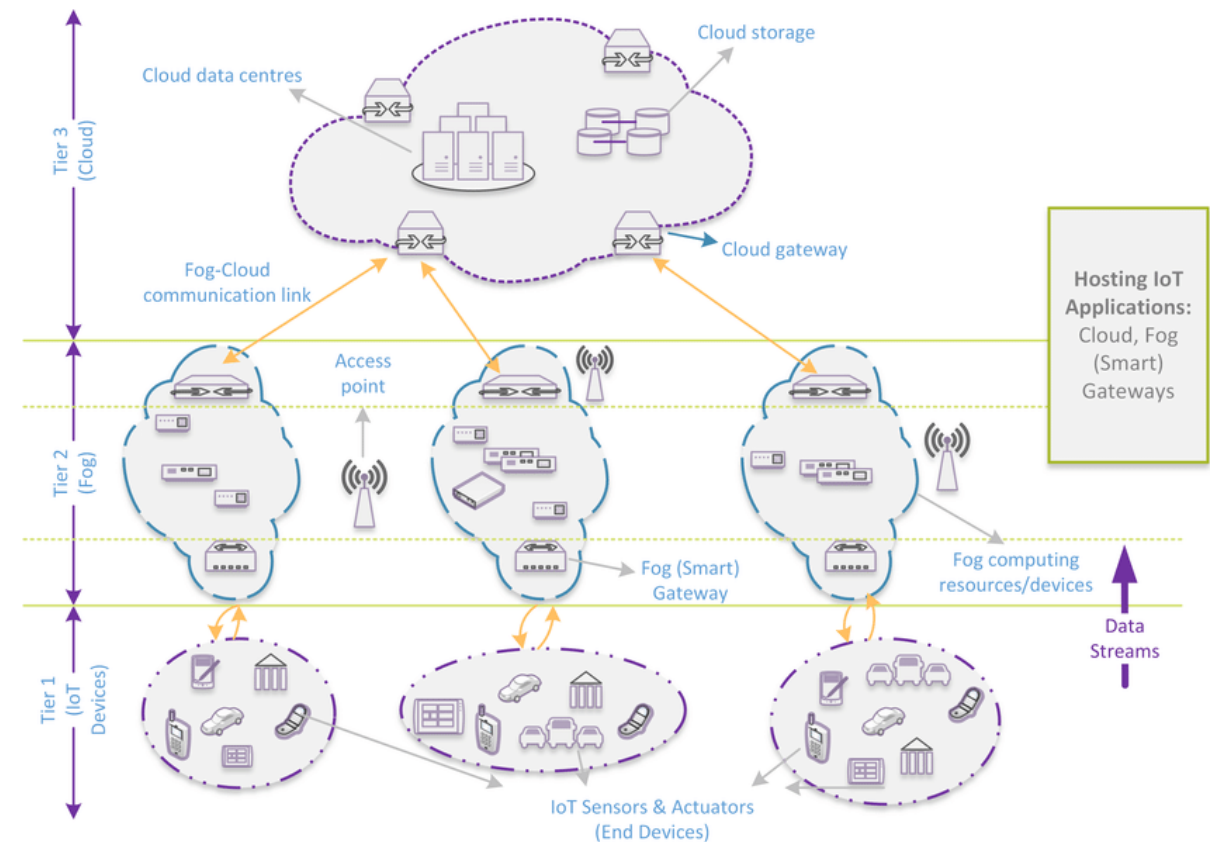 Cloud storage
Cloud data centres
Tier 3
(Cloud)
Cloud gateway
Fog-Cloud
communication link
Hosting IoT
Applications:
Cloud, Fog
(Smart)
Gateways
Access
point
Tier 2
(Fog)
Fog (Smart)
Gateway
Fog computing
resources/devices
Data
Streams
Tier 1
(IoT
Devices)
IoT Sensors & Actuators
(End Devices)